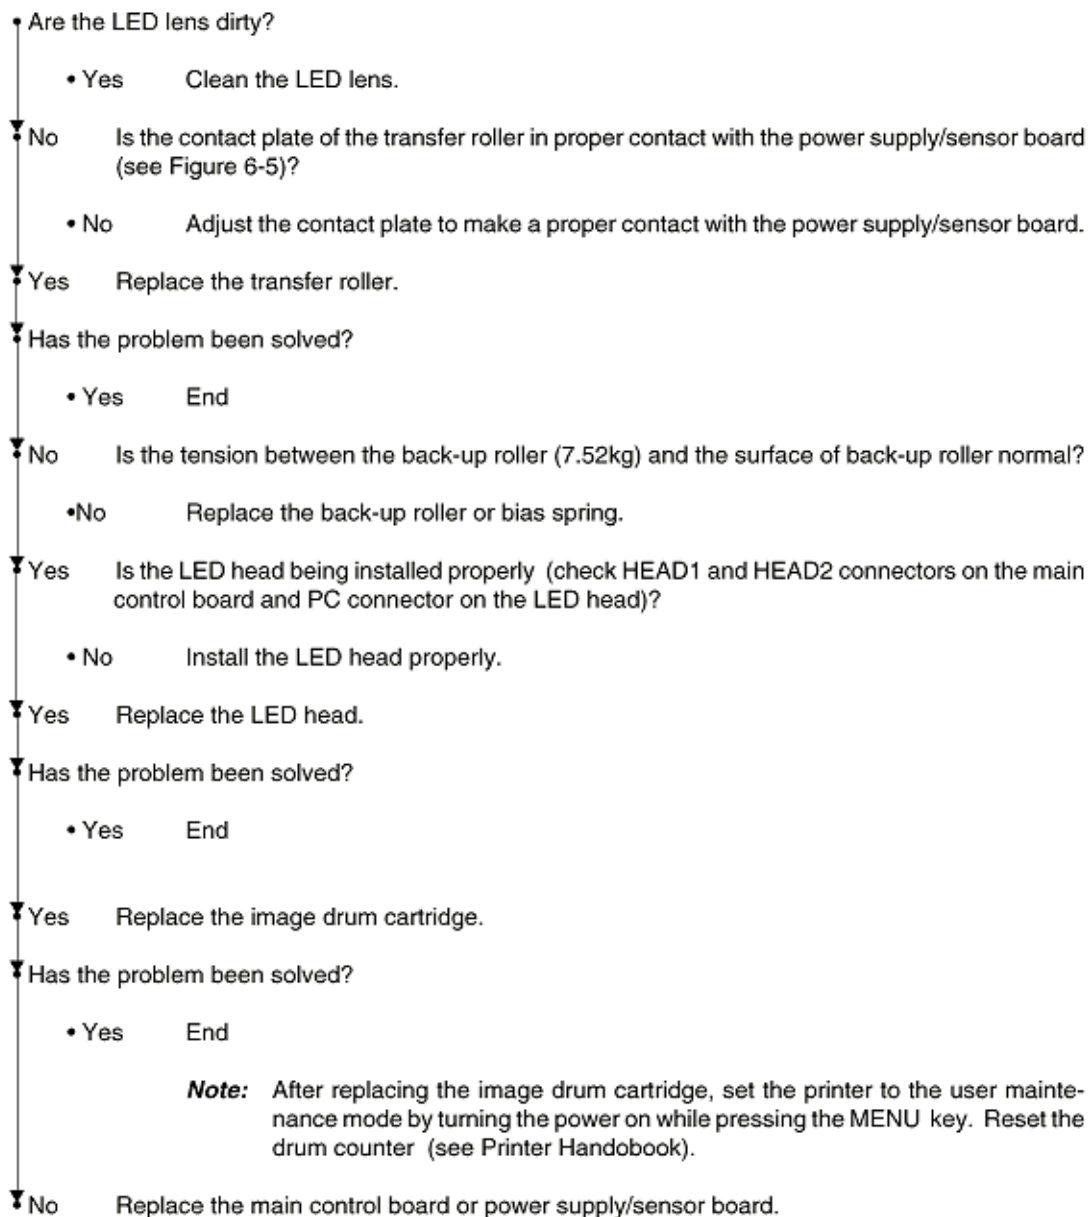 • Are the LED lens dirty?
• Yes Clean the LED lens.
No Is the contact plate of the transfer roller in proper contact with the power supply/sensor board
(see Figure 6-5)?
• No Adjust the contact plate to make a proper contact with the power supply/sensor board.
Yes Replace the transfer roller.
Has the problem been solved?
• Yes End
No Is the tension between the back-up roller (7.52kg) and the surface of back-up roller normal?
•No Replace the back-up roller or bias spring.
Yes Is the LED head being installed properly (check HEAD1 and HEAD2 connectors on the main
control board and PC connector on the LED head)?
• No Install the LED head properly.
Yes Replace the LED head.
Has the problem been solved?
• Yes End
Yes Replace the image drum cartridge.
Has the problem been solved?
• Yes End
Note: After replacing the image drum cartridge, set the printer to the user mainte-
nance mode by turning the power on while pressing the MENU key. Reset the
drum counter (see Printer Handobook).
No Replace the main control board or power supply/sensor board.